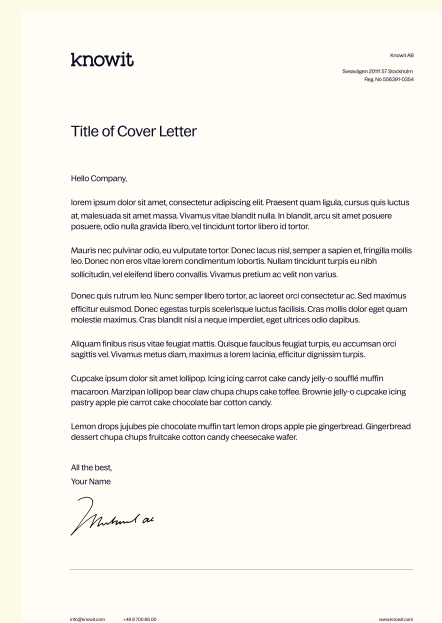 knowit
Knowit AB
Sveavägen 20111 57 Stockholm
Reg. No 556391-0354
Title of Cover Letter
Hello Company,
lorem ipsum dolor sit amet, consectetur adipiscing elit. Praesent quam ligula, cursus quis luctus
at, malesuada sit amet massa. Vivamus vitae blandit nulla. In blandit, arcu sit amet posuere
posuere, odio nulla gravida libero, vel tincidunt tortor libero id tortor.
Mauris nec pulvinar odio, eu vulputate tortor. Donec lacus nisl, semper a sapien et, fringilla mollis
leo. Donec non eros vitae lorem condimentum lobortis. Nullam tincidunt turpis eu nibh
sollicitudin, vel eleifend libero convallis. Vivamus pretium ac velit non varius.
Donec quis rutrum leo. Nunc semper libero tortor, ac laoreet orci consectetur ac. Sed maximus
efficitur euismod. Donec egestas turpis scelerisque luctus facilisis. Cras mollis dolor eget quam
molestie maximus. Cras blandit nisl a neque imperdiet, eget ultrices odio dapibus.
Aliquam finibus risus vitae feugiat mattis. Quisque faucibus feugiat turpis, eu accumsan orci
sagittis vel. Vivamus metus diam, maximus a lorem lacinia, efficitur dignissim turpis.
Cupcake ipsum dolor sit amet lollipop. Icing icing carrot cake candy jelly-o soufflé muffin
macaroon. Marzipan lollipop bear claw chupa chups cake toffee. Brownie jelly-o cupcake icing
pastry apple pie carrot cake chocolate bar cotton candy.
Lemon drops jujubes pie chocolate muffin tart lemon drops apple pie gingerbread. Gingerbread
dessert chupa chups fruitcake cotton candy cheesecake wafer.
All the best,
Your Name
info@knowit.com +46 8 700 66 00 www.knowit.com